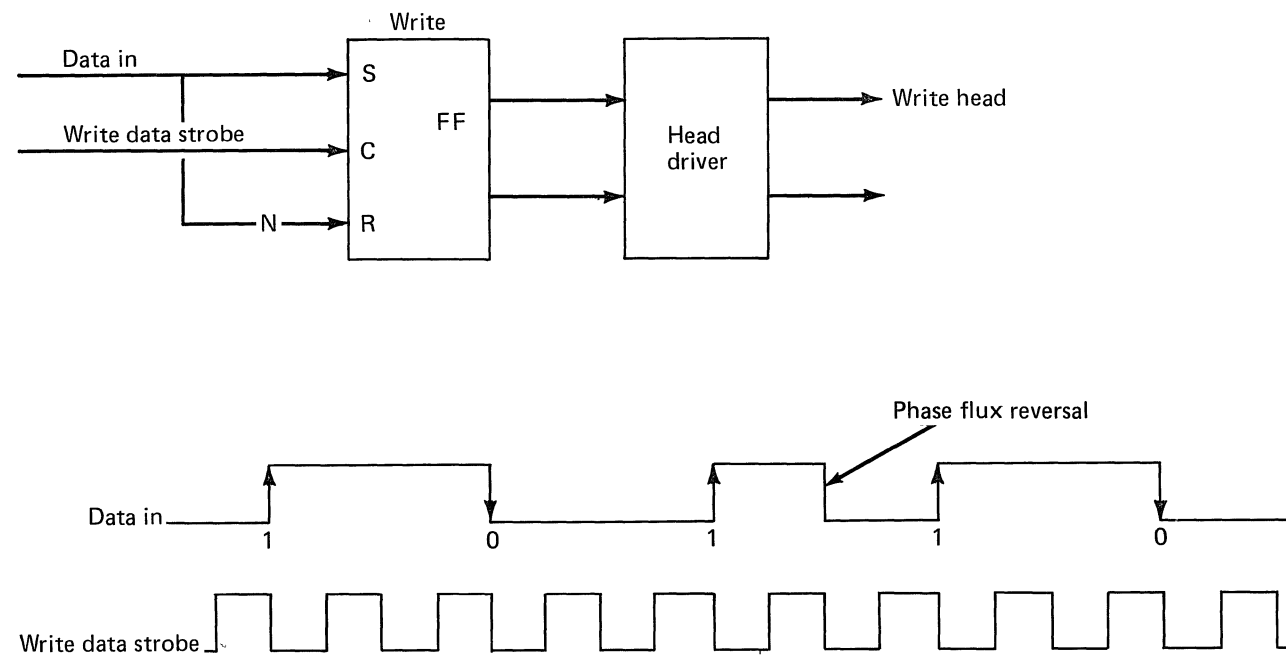 Write
Data in
S
Write head
Write data strobe
FF
Head
driver
C
N
R
Phase flux reversal
Data in
1
0
1
1
0
Write data strobe